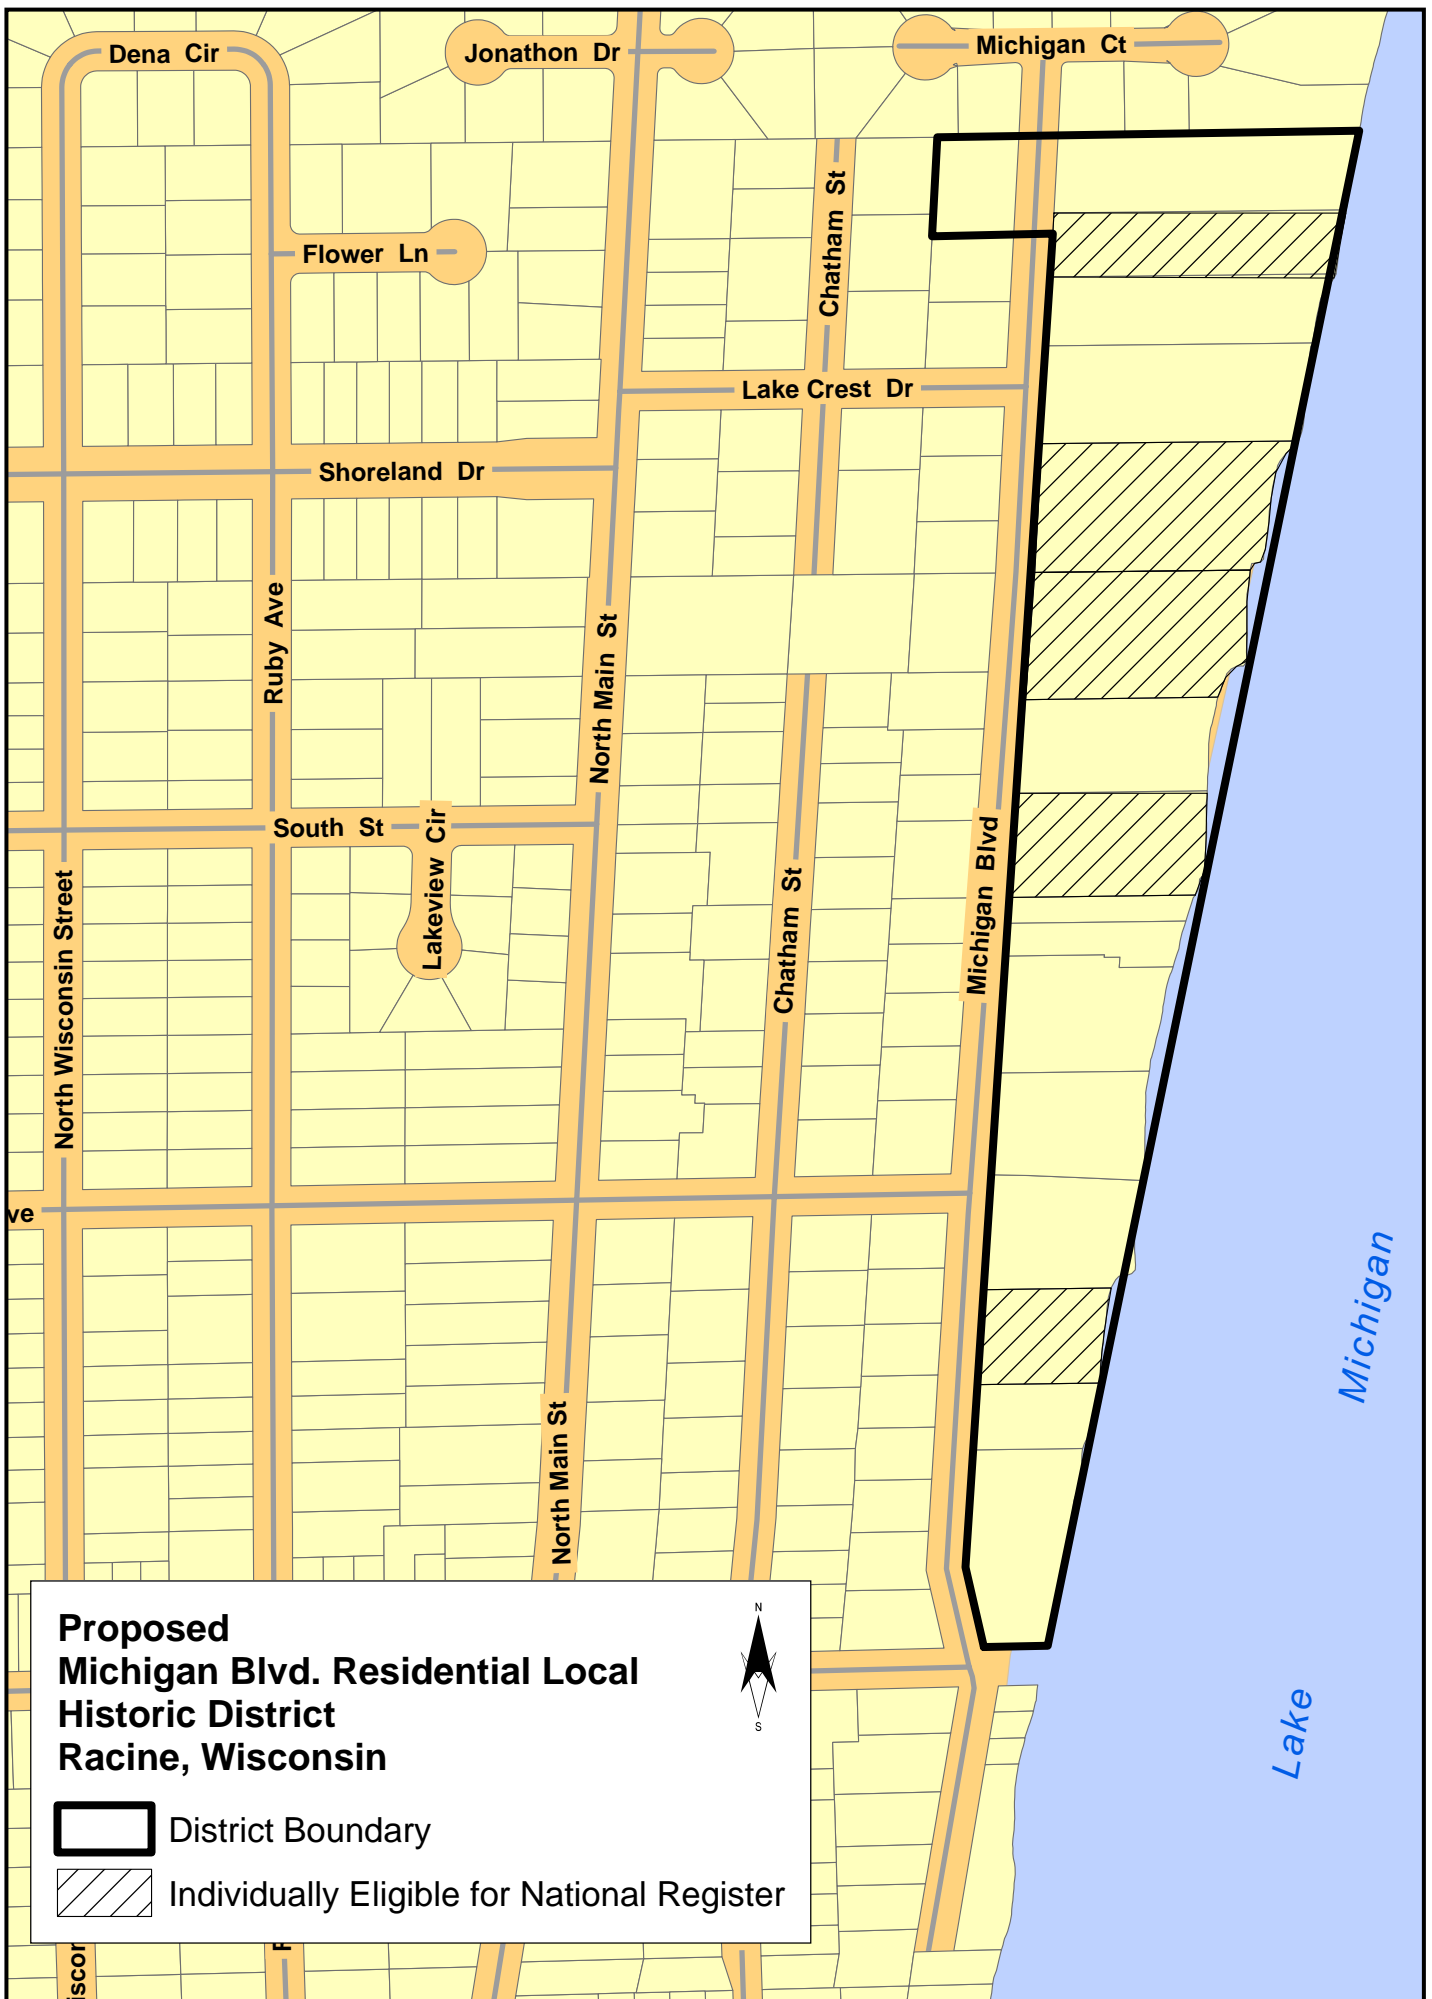 Dena Cir
Jonathon Dr
Michigan Ct
Chatham St
Flower Ln
Lake Crest Dr
Shoreland Dr
Ruby Ave
North Main St
South St
Lakeview Cir
Michigan Blvd
North Wisconsin Street
Chatham St
ve
Michigan
North Main St
Lake
Proposed
Michigan Blvd. Residential Local
Historic District
Racine, Wisconsin
N
S
District Boundary
Individually Eligible for National Register
iscor